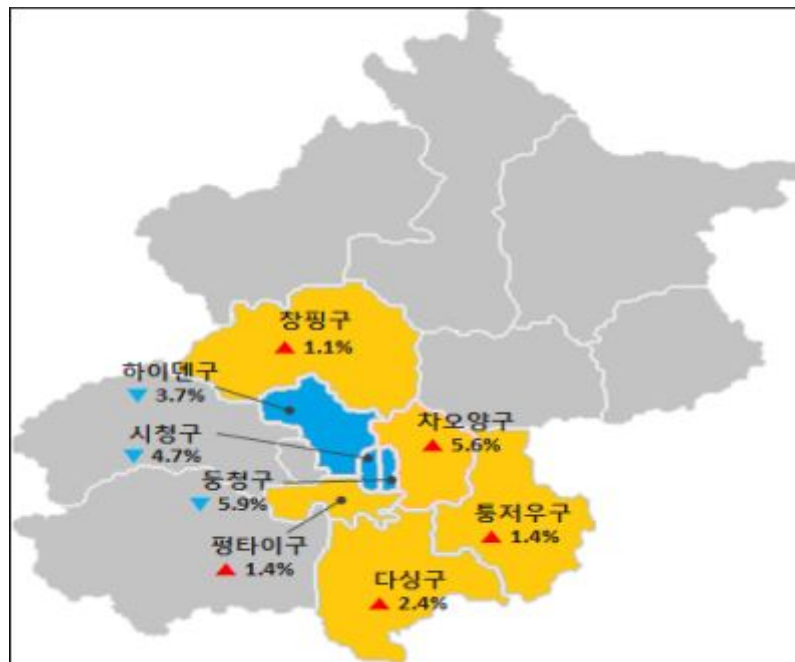 창핑구
▲ 1.1%
하이덴구
▼ 3.7%
차오양구
▲ 5.6%
시청구
▼ 4.7%
둥청구
▼ 5.9%
퉁저우구
▲ 1.4%
펑타이구
▲ 1.4%
다싱구
▲ 2.4%